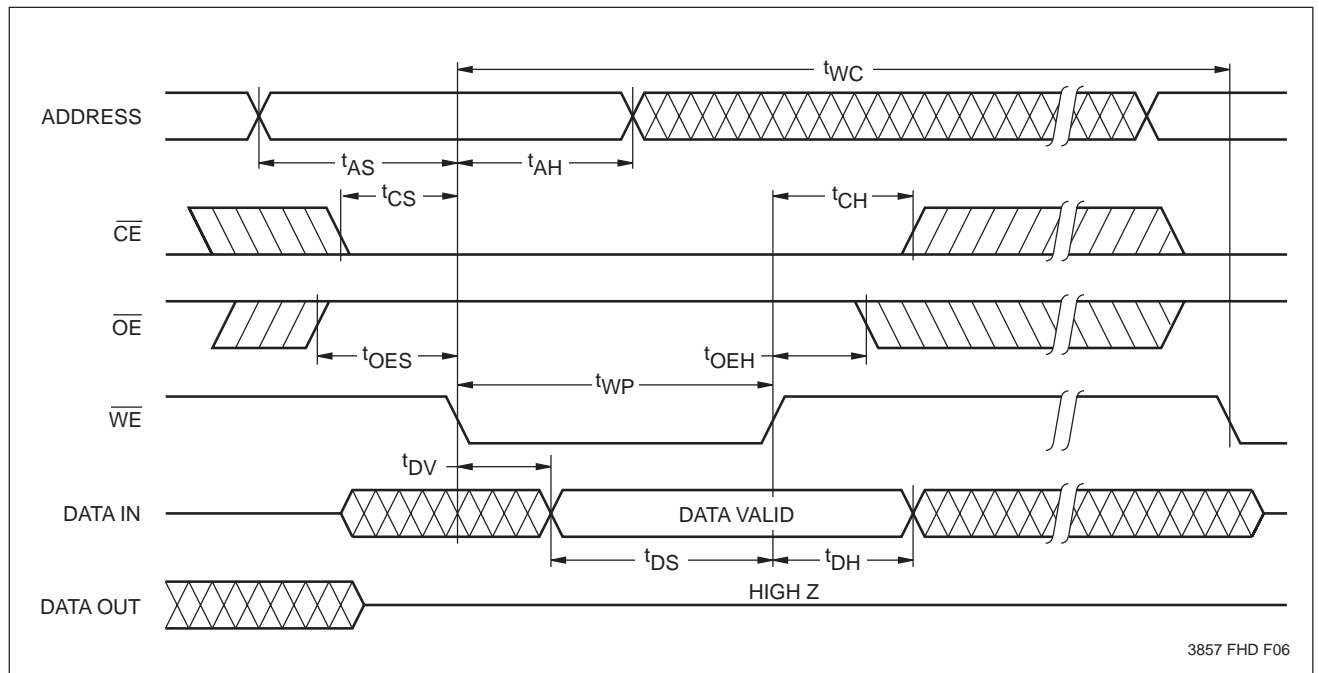 tWC
ADDRESS
tAS
tAH
tCS
tCH
CE
OE
tOES
tOEH
tWP
WE
tDV
DATA IN
DATA VALID
tDS
tDH
HIGH Z
DATA OUT
3857 FHD F06